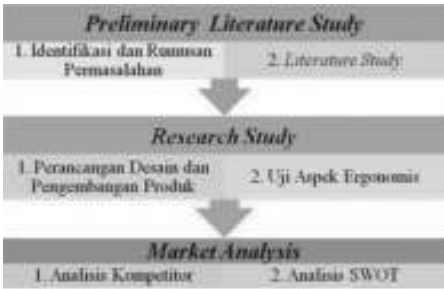 Preliminary Literature Study
1. Identifikasi dan Rumusan
Permasalahan
2. Literature Study
Research Study
1. Perancangan Desain dan
Pengembangan Produk
2. Uji Aspek Ergonomis
Market Analysis
1. Analisis Kompetitor
2. Analisis SWOT